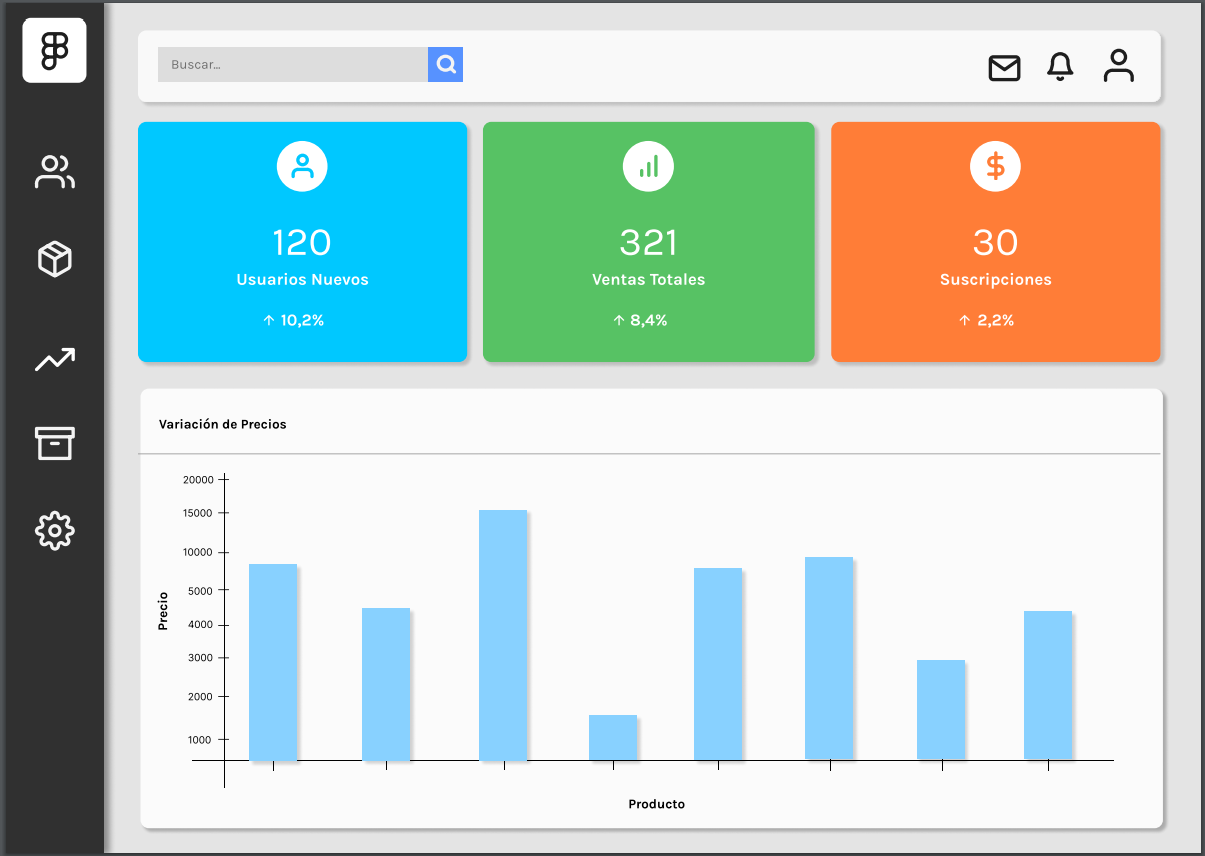 Buscar...
120
Usuarios Nuevos
↑ 10,2%
321
Ventas Totales
↑ 8,4%
30
Suscripciones
↑ 2,2%
Variación de Precios
20000
15000
10000
5000
4000
3000
2000
1000
Precio
Producto